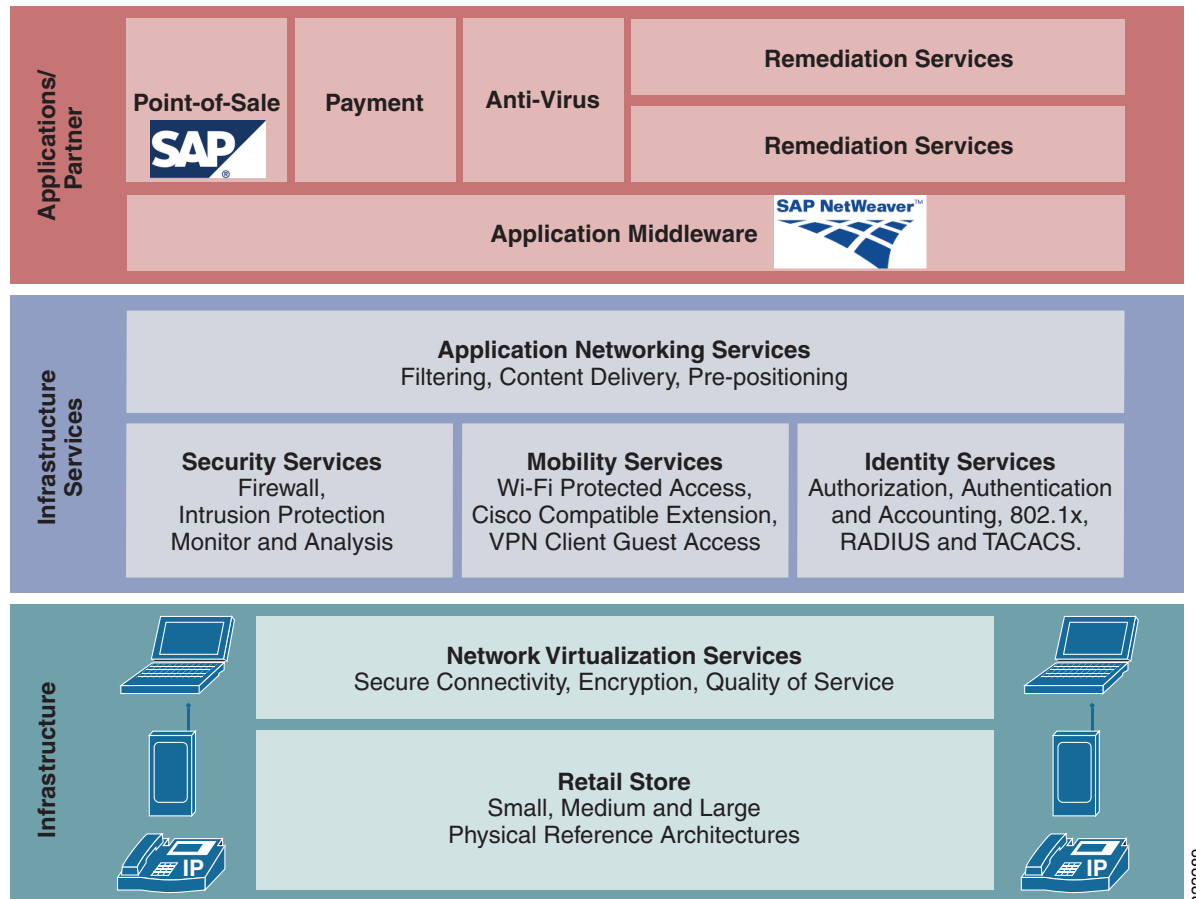 Applications/
Partner
Point-of-Sale
SAP
®
Payment
Anti-Virus
Remediation Services
Remediation Services
Application Middleware
SAP NetWeaver™
Infrastructure
Services
Application Networking Services
Filtering, Content Delivery, Pre-positioning
Security Services
Firewall,
Intrusion Protection
Monitor and Analysis
Mobility Services
Wi-Fi Protected Access,
Cisco Compatible Extension,
VPN Client Guest Access
Identity Services
Authorization, Authentication
and Accounting, 802.1x,
RADIUS and TACACS.
Infrastructure
Network Virtualization Services
Secure Connectivity, Encryption, Quality of Service
Retail Store
Small, Medium and Large
Physical Reference Architectures
IP
IP